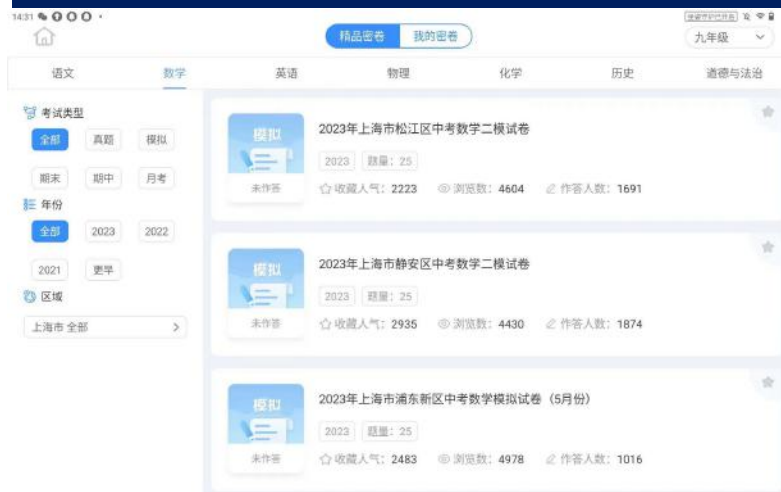 14:31
精品密卷 我的密卷
九年级
语文 数学 英语 物理 化学 历史 道德与法治
考试类型
全部 真题 模拟
期末 期中 月考
年份
全部 2023 2022
2021 更早
区域
上海市 全部
模拟
未作答
2023年上海市松江区中考数学二模试卷
2023 题量：25
收藏人气：2223 浏览数：4604 作答人数：1691
模拟
未作答
2023年上海市静安区中考数学二模试卷
2023 题量：25
收藏人气：2935 浏览数：4430 作答人数：1874
模拟
未作答
2023年上海市浦东新区中考数学模拟试卷（5月份）
2023 题量：25
收藏人气：2483 浏览数：4978 作答人数：1016